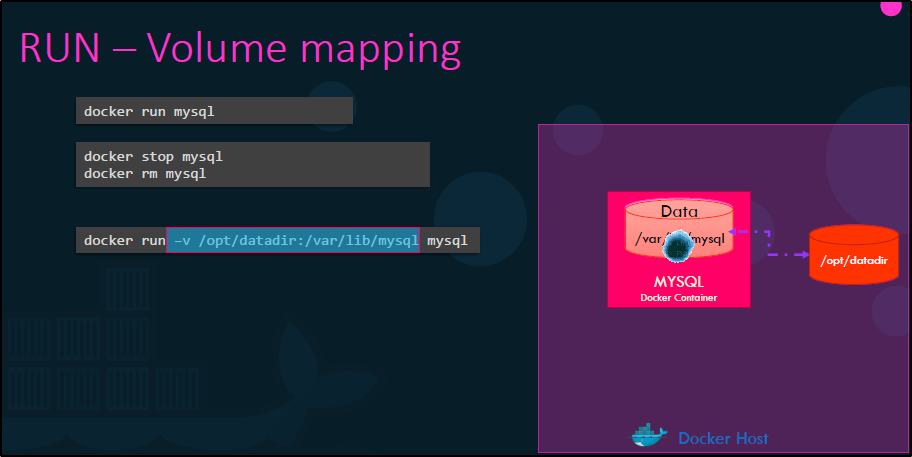 RUN – Volume mapping
docker run mysql
docker stop mysql
docker rm mysql
docker run –v /opt/datadir:/var/lib/mysql mysql
Data
/var/ mysql
/opt/datadir
MYSQL
Docker Container
Docker Host